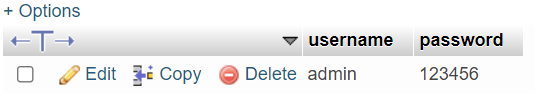 + Options
username password
Edit Copy Delete admin 123456